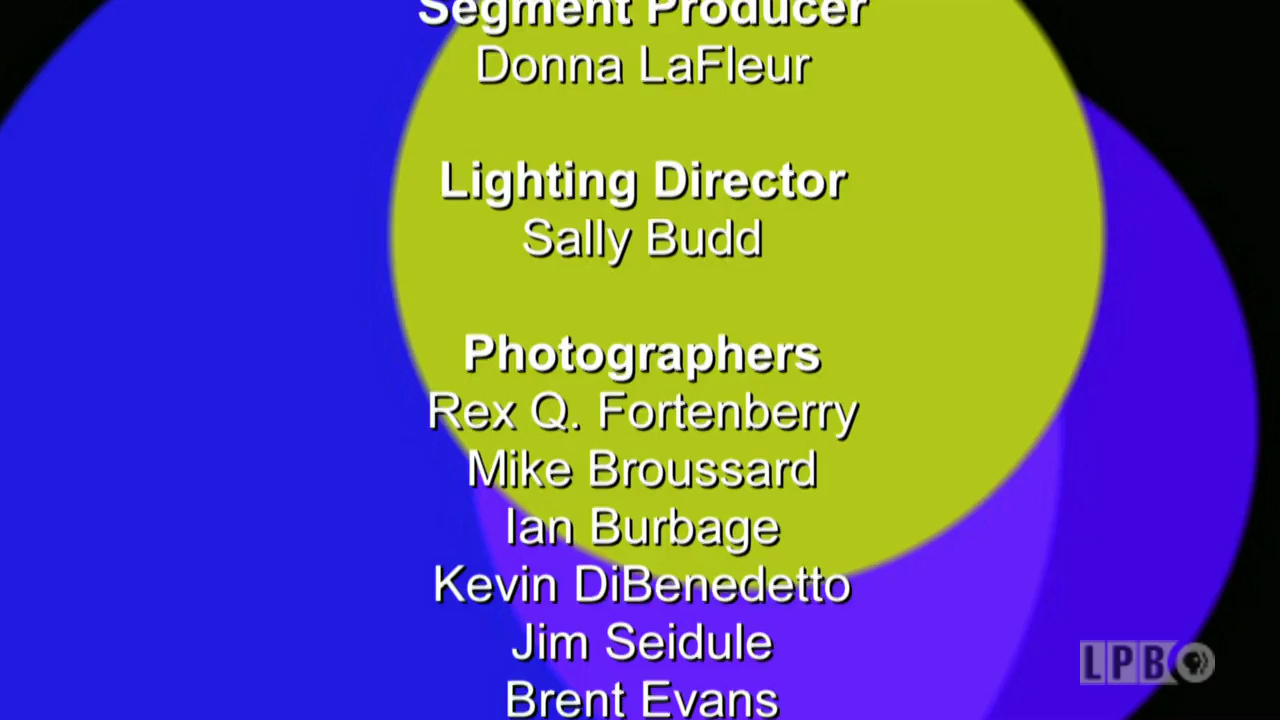 Segment Producer
Donna LaFleur
Lighting Director
Sally Budd
Photographers
Rex Q. Fortenberry
Mike Broussard
Ian Burbage
Kevin DiBenedetto
Jim Seidule
Brent Evans
LPB